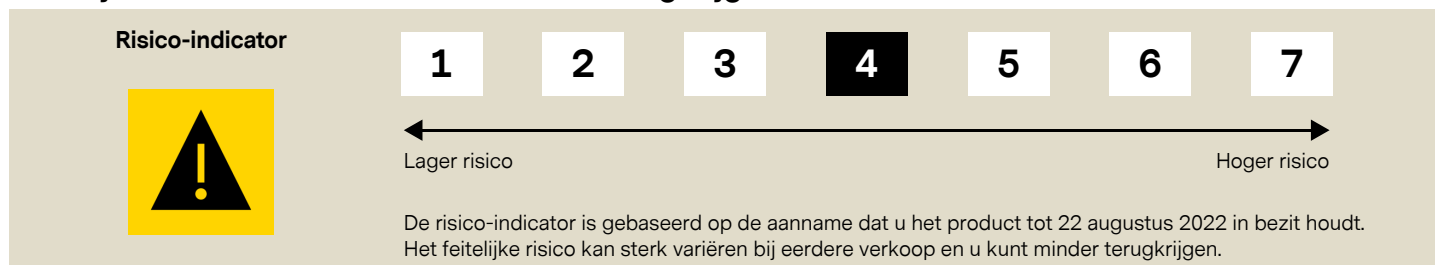 Risico-indicator
1 2 3 4 5 6 7
Lager risico Hoger risico
De risico-indicator is gebaseerd op de aanname dat u het product tot 22 augustus 2022 in bezit houdt.
Het feitelijke risico kan sterk variëren bij eerdere verkoop en u kunt minder terugkrijgen.